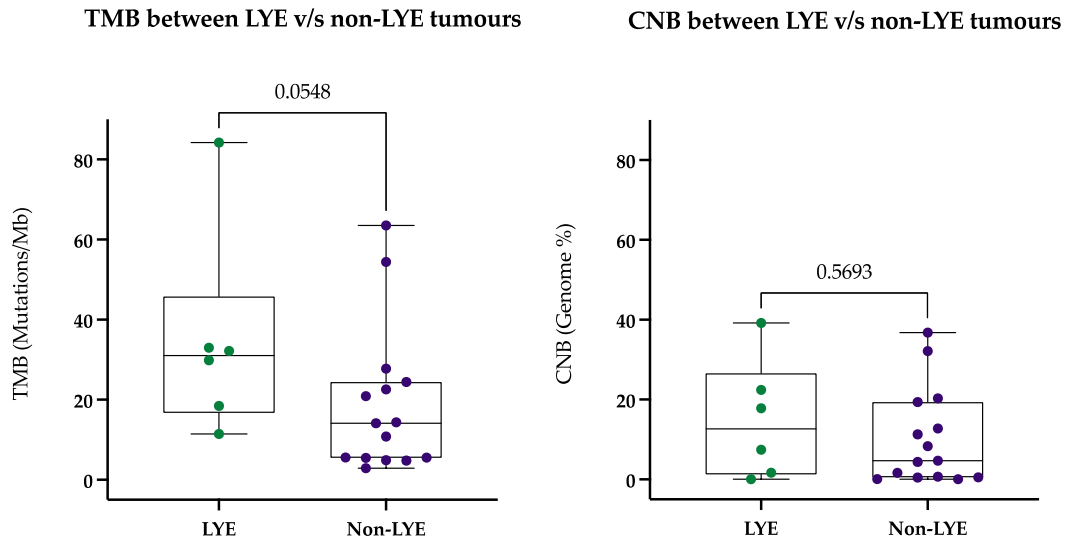 TMB between LYE v/s non-LYE tumours
0.0548
TMB (Mutations/Mb)
80
60
40
20
0
LYE
Non-LYE
CNB between LYE v/s non-LYE tumours
0.5693
CNB (Genome %)
80
60
40
20
0
LYE
Non-LYE